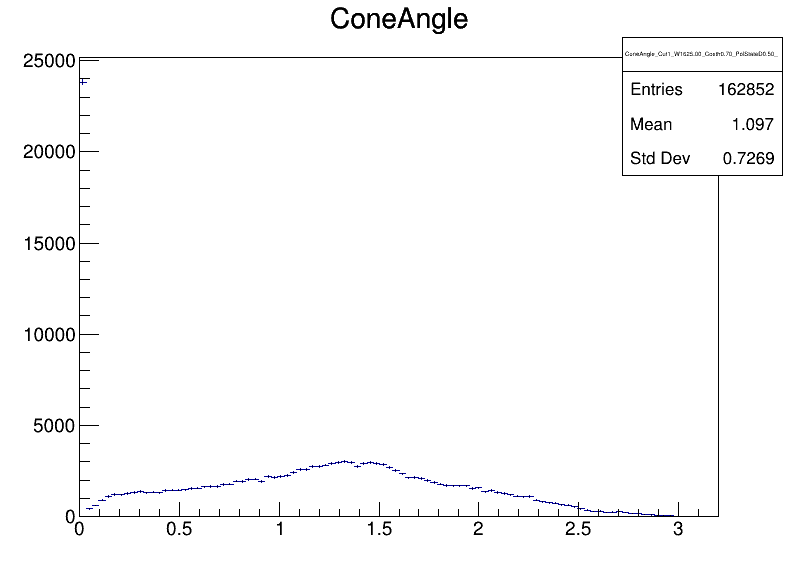 ConeAngle
ConeAngle_Cut1_W1625.00_Costh0.70_PolStateD0.50_
Entries 162852
Mean 1.097
Std Dev 0.7269
25000
20000
15000
10000
5000
0
0 0.5 1 1.5 2 2.5 3